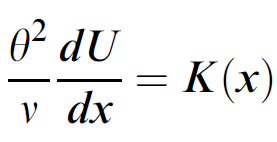 θ²/ν dU/dx = K(x)